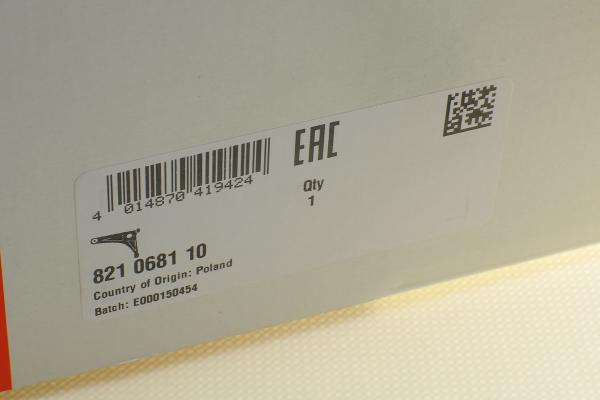 EAC
4 014870 419424
Qty
1
821 0681 10
Country of Origin: Poland
Batch: E000150454